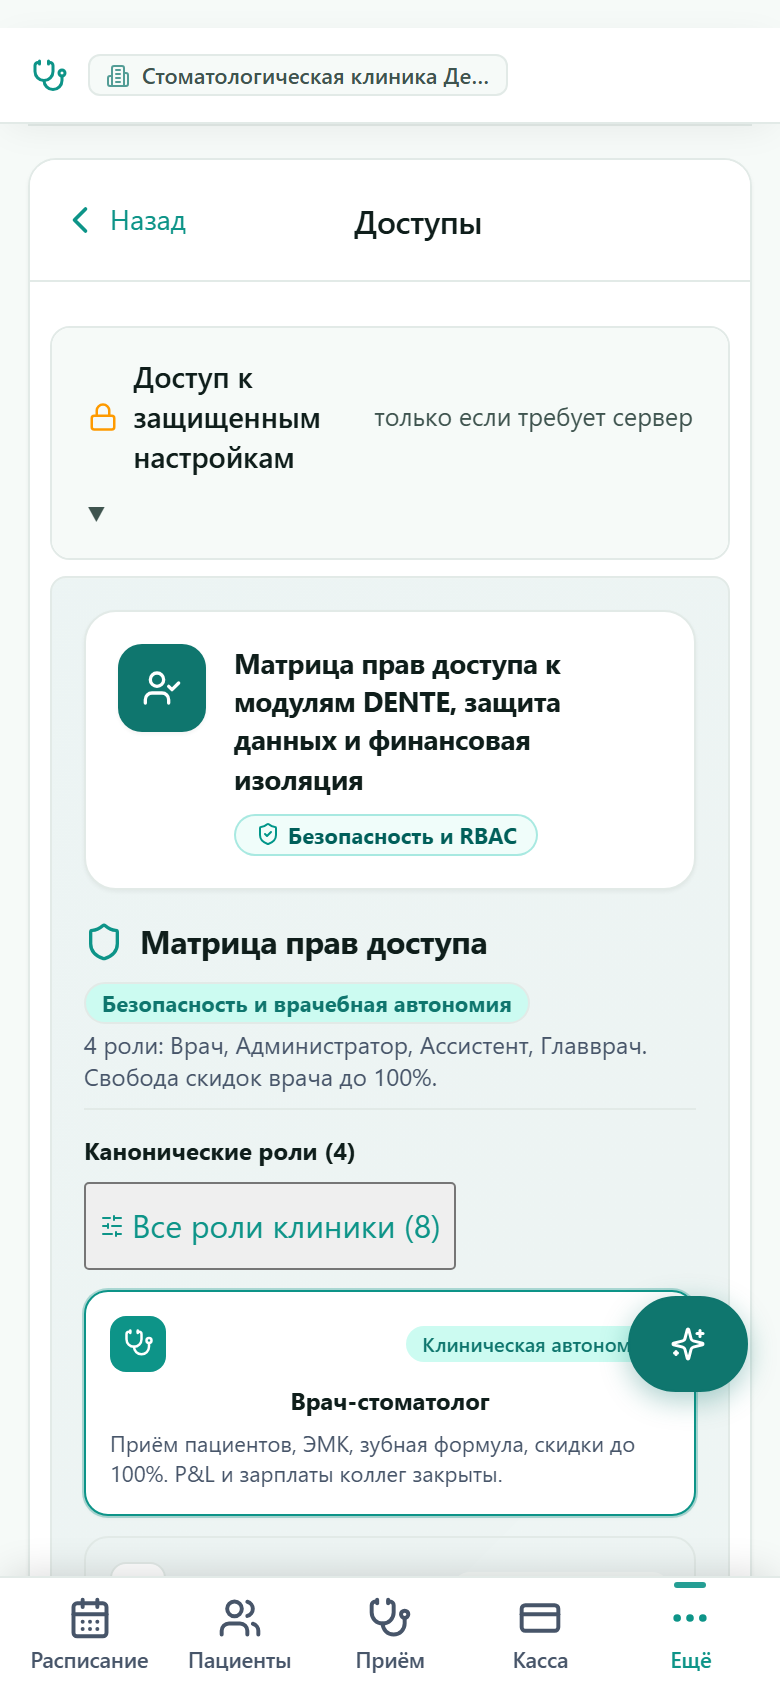 Стоматологическая клиника Де...
Назад
Доступы
Доступ к
защищенным
настройкам
только если требует сервер
Матрица прав доступа к
модулям DENTE, защита
данных и финансовая
изоляция
Безопасность и RBAC
Матрица прав доступа
Безопасность и врачебная автономия
4 роли: Врач, Администратор, Ассистент, Главврач.
Свобода скидок врача до 100%.
Канонические роли (4)
Все роли клиники (8)
Клиническая автоном
Врач-стоматолог
Приём пациентов, ЭМК, зубная формула, скидки до
100%. P&L и зарплаты коллег закрыты.
Расписание
Пациенты
Приём
Касса
Ещё